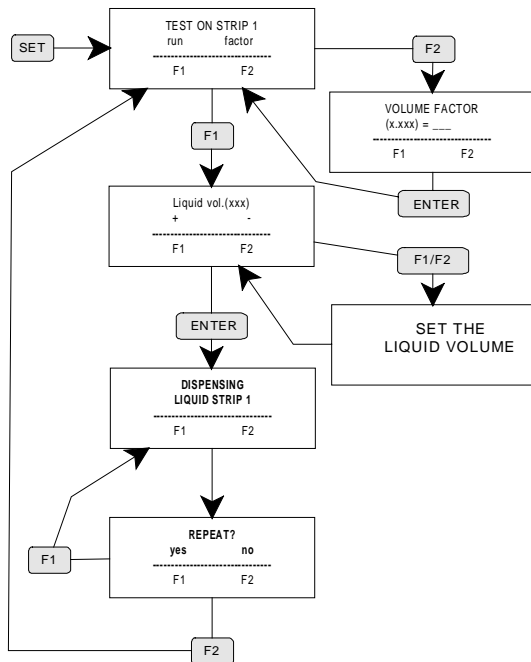 TEST ON STRIP 1
run factor
--------------------------------
F1 F2
SET
F2
VOLUME FACTOR
(x.xxx) = ___
--------------------------------
F1 F2
F1
ENTER
Liquid vol.(xxx)
+ -
--------------------------------
F1 F2
F1/F2
SET THE
LIQUID VOLUME
ENTER
DISPENSING
LIQUID STRIP 1
--------------------------------
F1 F2
REPEAT?
yes no
--------------------------------
F1 F2
F1
F2